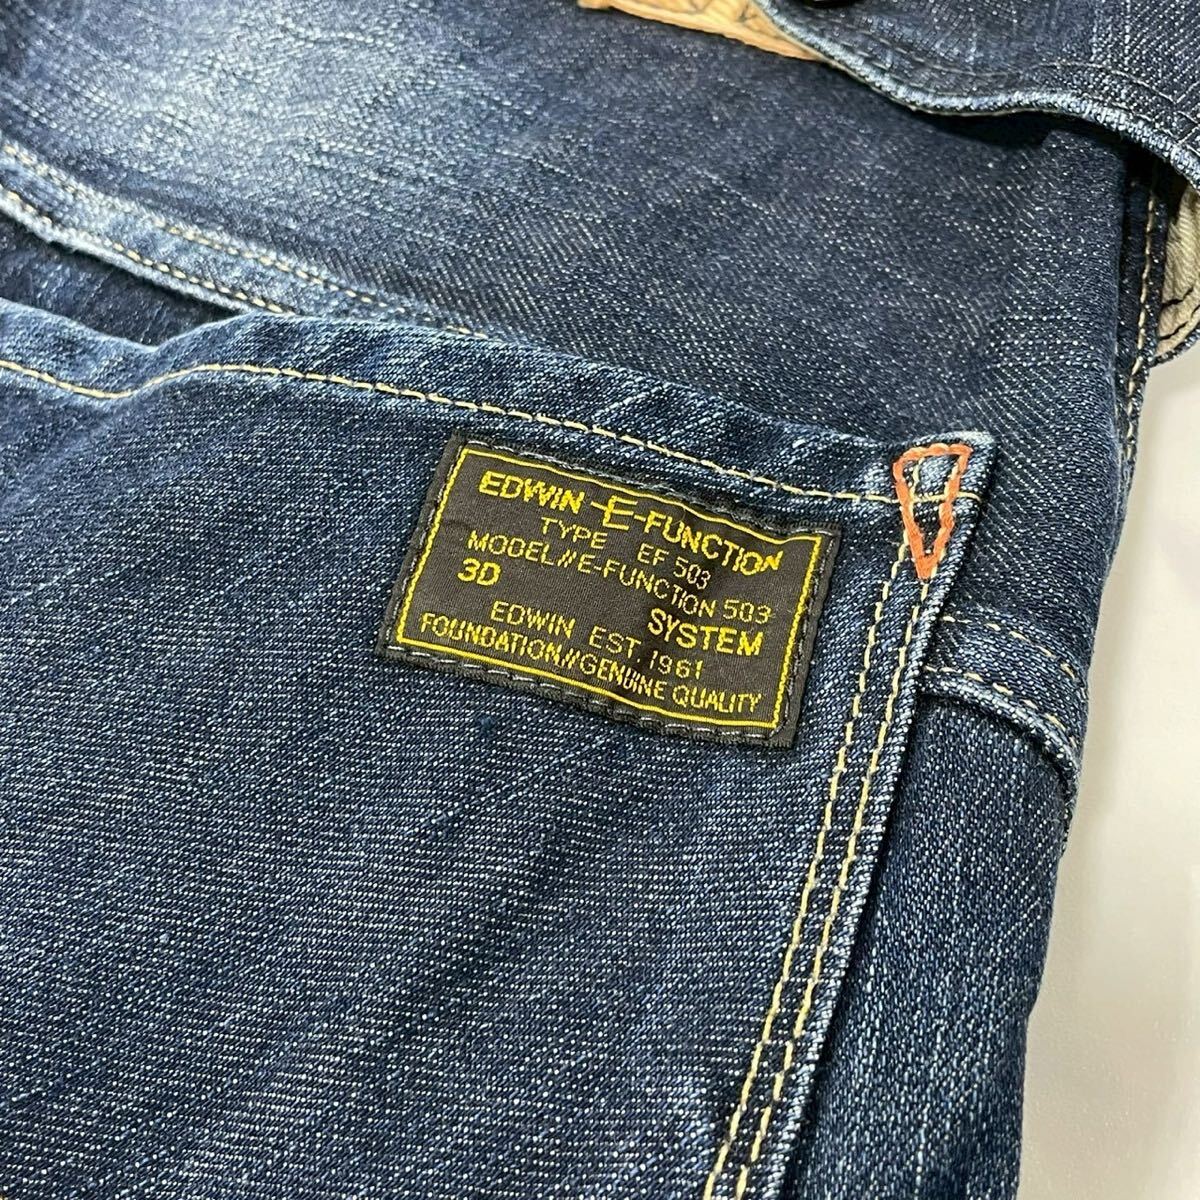 EDWIN-E-FUNCTION
TYPE EF 503
MODEL//E-FUNCTION 503
3D SYSTEM
EDWIN EST.1961
FOUNDATION//GENUINE QUALITY